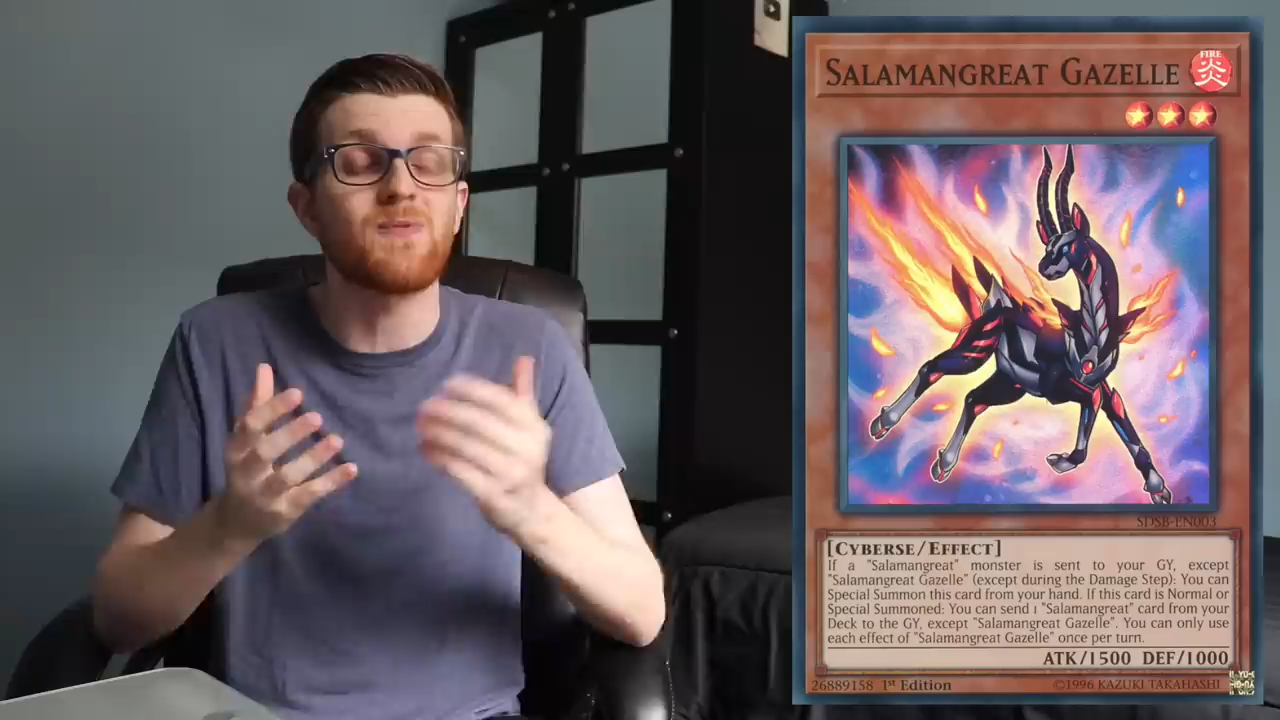 SALAMANGREAT GAZELLE
FIRE
炎
SDSB-EN003
[CYBERSE/EFFECT]
If a "Salamangreat" monster is sent to your GY, except
"Salamangreat Gazelle" (except during the Damage Step): You can
Special Summon this card from your hand. If this card is Normal or
Special Summoned: You can send 1 "Salamangreat" card from your
Deck to the GY, except "Salamangreat Gazelle". You can only use
each effect of "Salamangreat Gazelle" once per turn.
ATK/1500 DEF/1000
26889158 1st Edition ©1996 KAZUKI TAKAHASHI